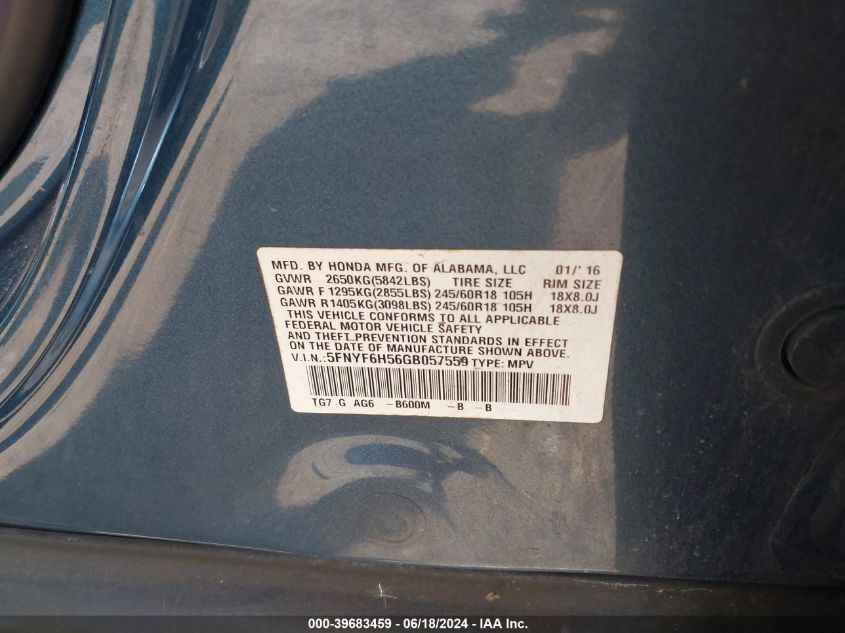 MFD. BY HONDA MFG. OF ALABAMA, LLC 01/' 16
GVWR 2650KG(5842LBS) TIRE SIZE RIM SIZE
GAWR F 1295KG(2855LBS) 245/60R18 105H 18X8.0J
GAWR R 1405KG(3098LBS) 245/60R18 105H 18X8.0J
THIS VEHICLE CONFORMS TO ALL APPLICABLE
FEDERAL MOTOR VEHICLE SAFETY
AND THEFT PREVENTION STANDARDS IN EFFECT
ON THE DATE OF MANUFACTURE SHOWN ABOVE.
V.I.N.: 5FNYF6H56GB057559 TYPE: MPV
TG7 G AG6 -B600M -B -B
000-39683459 - 06/18/2024 - IAA Inc.